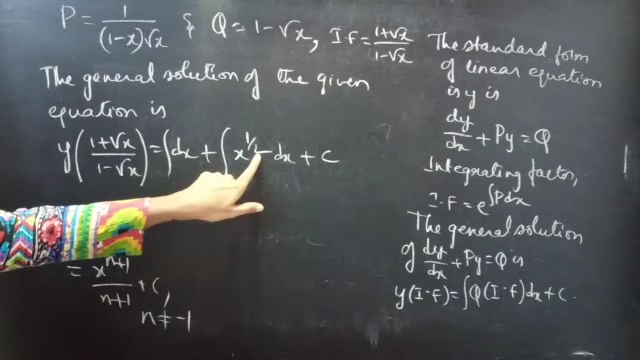 P = 1/((1-x)√x) & Q = 1-√x, I.F = (1+√x)/(1-√x)
The general solution of the given
equation is
y((1+√x)/(1-√x)) = ∫dx + ∫x^1/2 dx + C
= x^(n+1)/(n+1) + C,
n ≠ -1
The standard form
of linear equation
is y is
dy/dx + Py = Q
Integrating factor,
I.F = e^∫Pdx
The general solution
of dy/dx + Py = Q is
y(I.F) = ∫Q(I.F)dx + C.